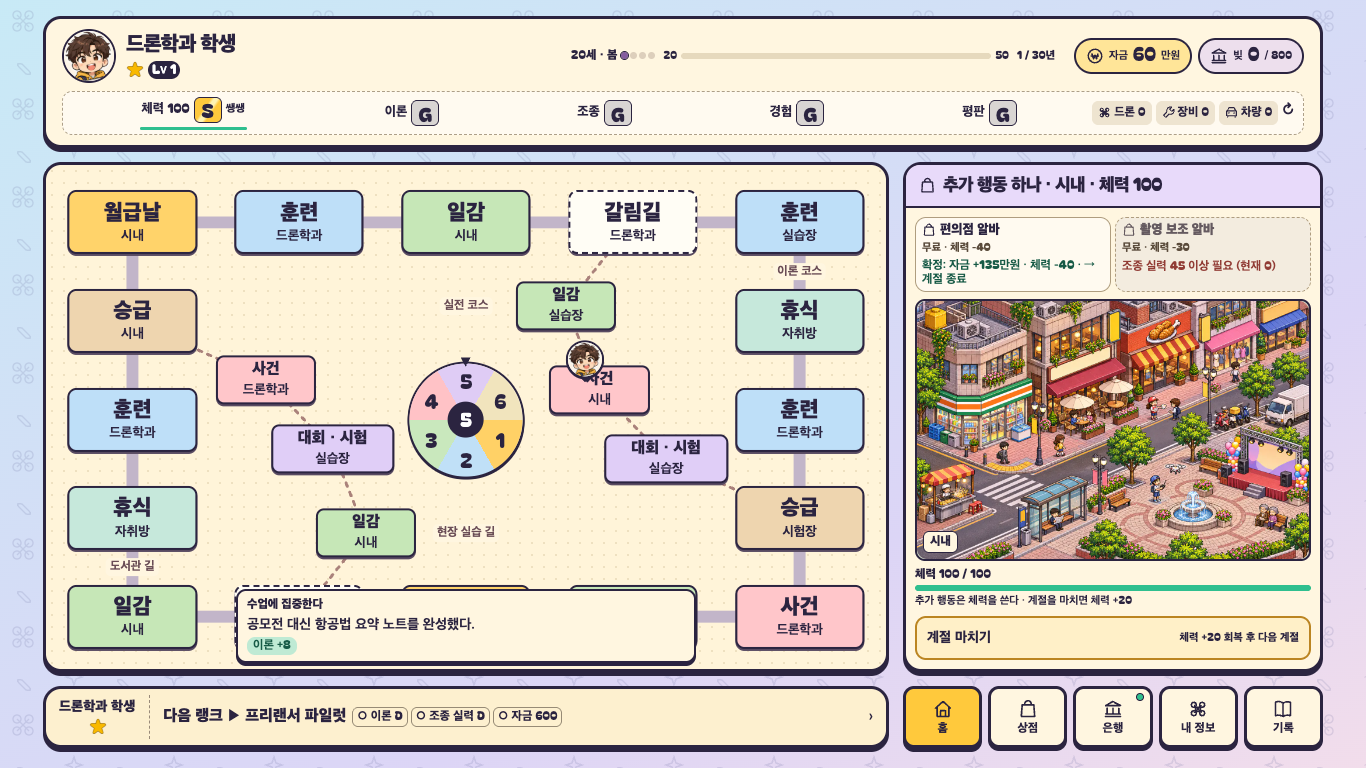 드론학과 학생
Lv 1
20세 · 봄 20 50 1 / 30년
자금 60 만원
빚 0 / 800
체력 100 S 쌩쌩
이론 G
조종 G
경험 G
평판 G
드론 0
장비 0
차량 0
월급날
시내
훈련
드론학과
일감
시내
갈림길
드론학과
훈련
실습장
이론 코스
승급
시내
실전 코스
일감
실습장
휴식
자취방
사건
드론학과
사건
시내
훈련
드론학과
대회 · 시험
실습장
5
4
6
5
3
1
2
대회 · 시험
실습장
훈련
드론학과
휴식
자취방
일감
시내
현장 실습 길
승급
시험장
도서관 길
일감
시내
수업에 집중한다
공모전 대신 항공법 요약 노트를 완성했다.
이론 +8
사건
드론학과
추가 행동 하나 · 시내 · 체력 100
편의점 알바
무료 · 체력 -40
확정: 자금 +135만원 · 체력 -40 · →
계절 종료
촬영 보조 알바
무료 · 체력 -30
조종 실력 45 이상 필요 (현재 0)
시내
체력 100 / 100
추가 행동은 체력을 쓴다 · 계절을 마치면 체력 +20
계절 마치기
체력 +20 회복 후 다음 계절
드론학과 학생
다음 랭크 ▶ 프리랜서 파일럿
이론 D
조종 실력 D
자금 600
›
홈
상점
은행
내 정보
기록